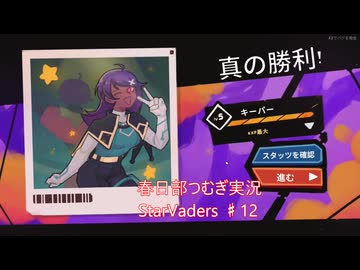 真の勝利!
Lv.5
キーパー
EXP最大
スタッツを確認
進む
春日部つむぎ実況
StarVaders ＃12